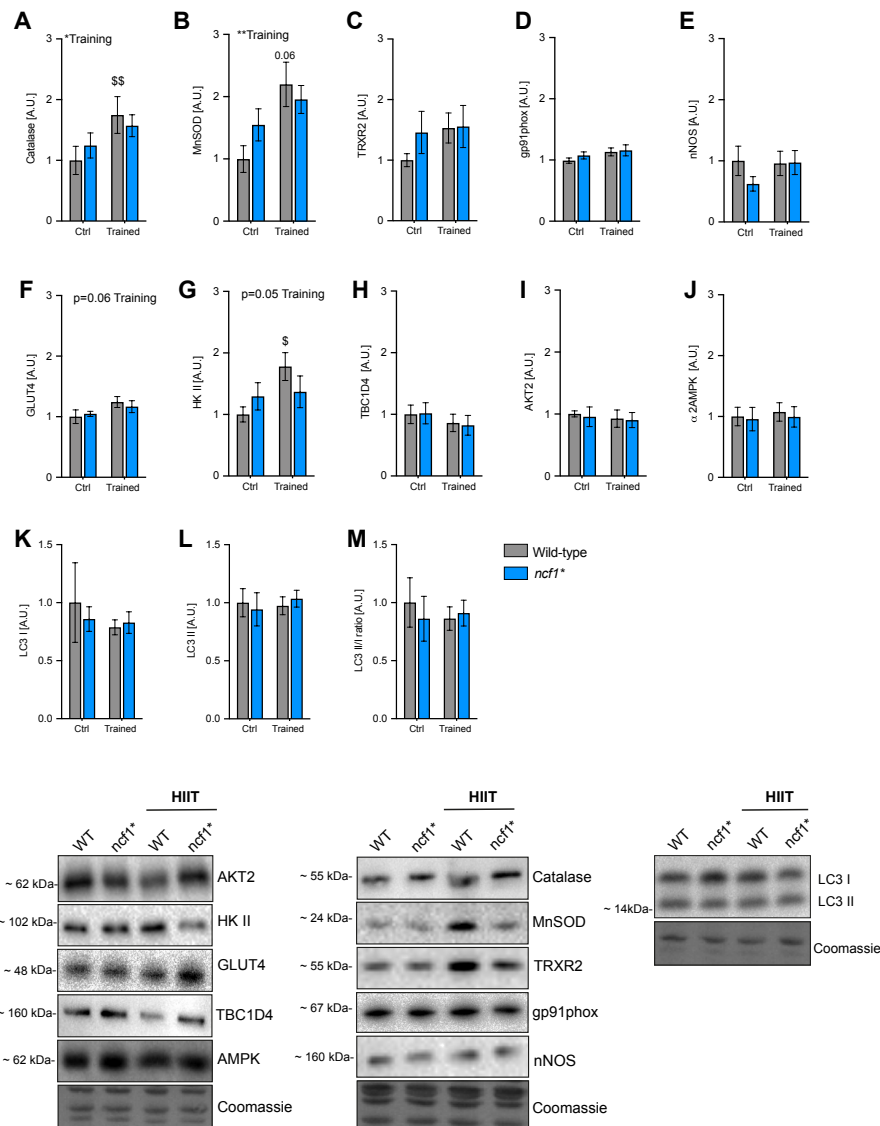 A
*Training
$$
Catalase [A.U.]
3
2
1
0
Ctrl Trained
B
**Training
0.06
MnSOD [A.U.]
3
2
1
0
Ctrl Trained
C
TRXR2 [A.U.]
3
2
1
0
Ctrl Trained
D
gp91phox [A.U.]
3
2
1
0
Ctrl Trained
E
nNOS [A.U.]
3
2
1
0
Ctrl Trained
F
p=0.06 Training
GLUT4 [A.U.]
3
2
1
0
Ctrl Trained
G
p=0.05 Training
$
HK II [A.U.]
3
2
1
0
Ctrl Trained
H
TBC1D4 [A.U.]
3
2
1
0
Ctrl Trained
I
AKT2 [A.U.]
3
2
1
0
Ctrl Trained
J
α 2AMPK [A.U.]
3
2
1
0
Ctrl Trained
K
LC3 I [A.U.]
1.5
1.0
0.5
0.0
Ctrl Trained
L
LC3 II [A.U.]
1.5
1.0
0.5
0.0
Ctrl Trained
M
LC3 II/I ratio [A.U.]
1.5
1.0
0.5
0.0
Ctrl Trained
Wild-type
ncf1*
HIIT
WT ncf1* WT ncf1*
~ 62 kDa- AKT2
~ 102 kDa- HK II
~ 48 kDa- GLUT4
~ 160 kDa- TBC1D4
~ 62 kDa- AMPK
Coomassie
HIIT
WT ncf1* WT ncf1*
~ 55 kDa- Catalase
~ 24 kDa- MnSOD
~ 55 kDa- TRXR2
~ 67 kDa- gp91phox
~ 160 kDa- nNOS
Coomassie
HIIT
WT ncf1* WT ncf1*
LC3 I
~ 14kDa- LC3 II
Coomassie